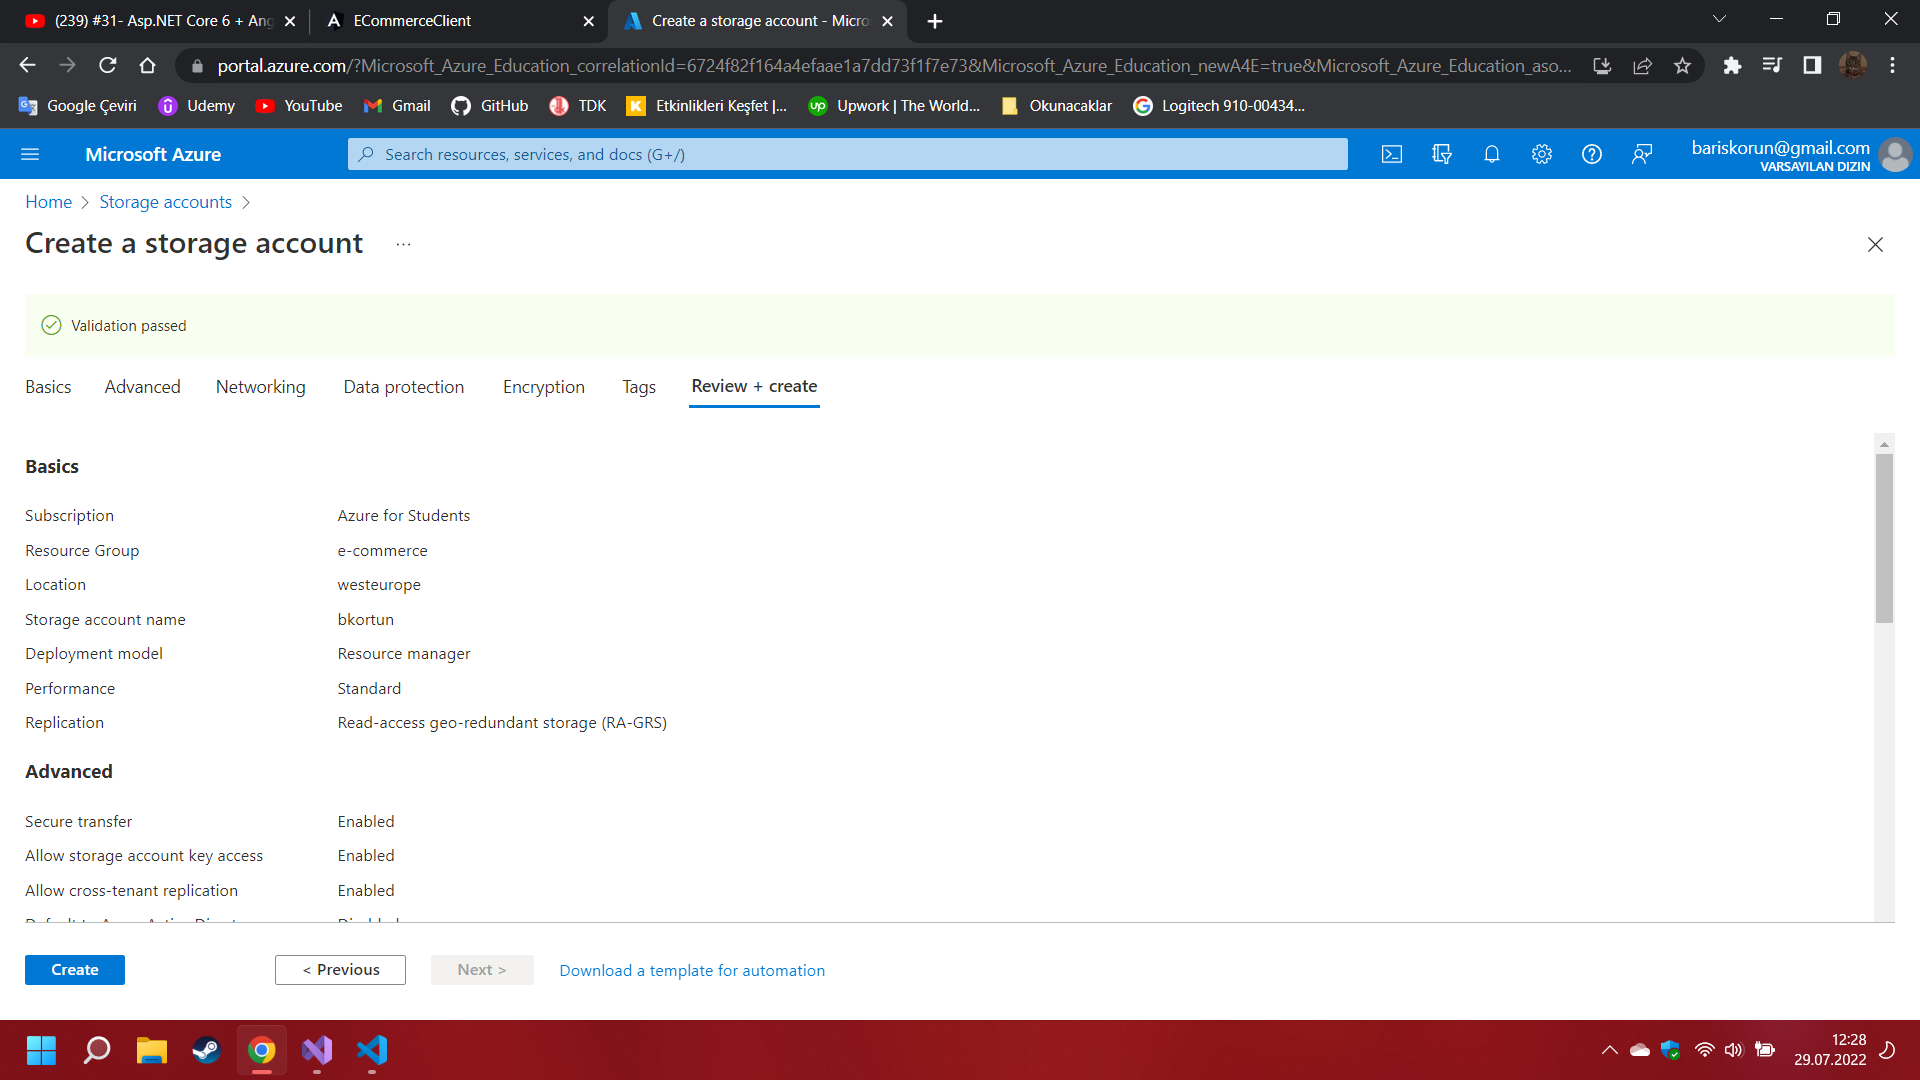 (239) #31- Asp.NET Core 6 + Ang
ECommerceClient
Create a storage account - Micro
portal.azure.com/?Microsoft_Azure_Education_correlationId=6724f82f164a4efaae1a7dd73f1f7e73&Microsoft_Azure_Education_newA4E=true&Microsoft_Azure_Education_aso...
Google Çeviri
Udemy
YouTube
Gmail
GitHub
TDK
Etkinlikleri Keşfet |...
Upwork | The World...
Okunacaklar
Logitech 910-00434...
Microsoft Azure
Search resources, services, and docs (G+/)
bariskorun@gmail.com
VARSAYILAN DIZIN
Home > Storage accounts >
Create a storage account ...
Validation passed
Basics Advanced Networking Data protection Encryption Tags Review + create
Basics
Subscription Azure for Students
Resource Group e-commerce
Location westeurope
Storage account name bkortun
Deployment model Resource manager
Performance Standard
Replication Read-access geo-redundant storage (RA-GRS)
Advanced
Secure transfer Enabled
Allow storage account key access Enabled
Allow cross-tenant replication Enabled
Create
< Previous
Next >
Download a template for automation
12:28
29.07.2022